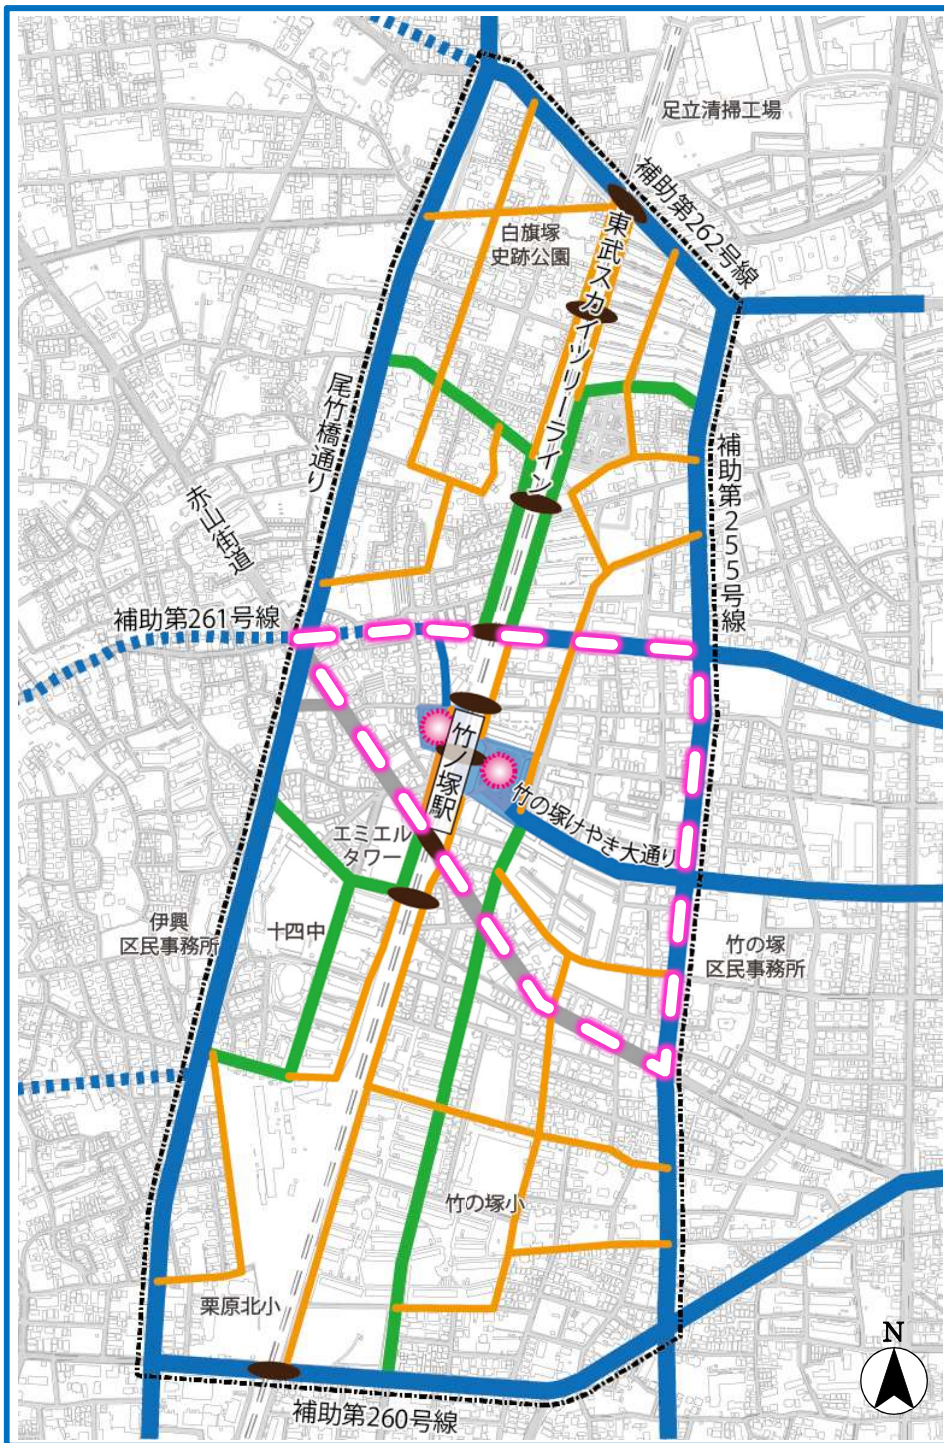 足立清掃工場
補助第262号線
白旗塚
史跡公園
東武スカイツリーライン
尾竹橋通り
補助第255号線
赤山街道
補助第261号線
竹ノ塚駅
竹の塚けやき大通り
エミエル
タワー
伊興
区民事務所
十四中
竹の塚
区民事務所
竹の塚小
栗原北小
補助第260号線
N